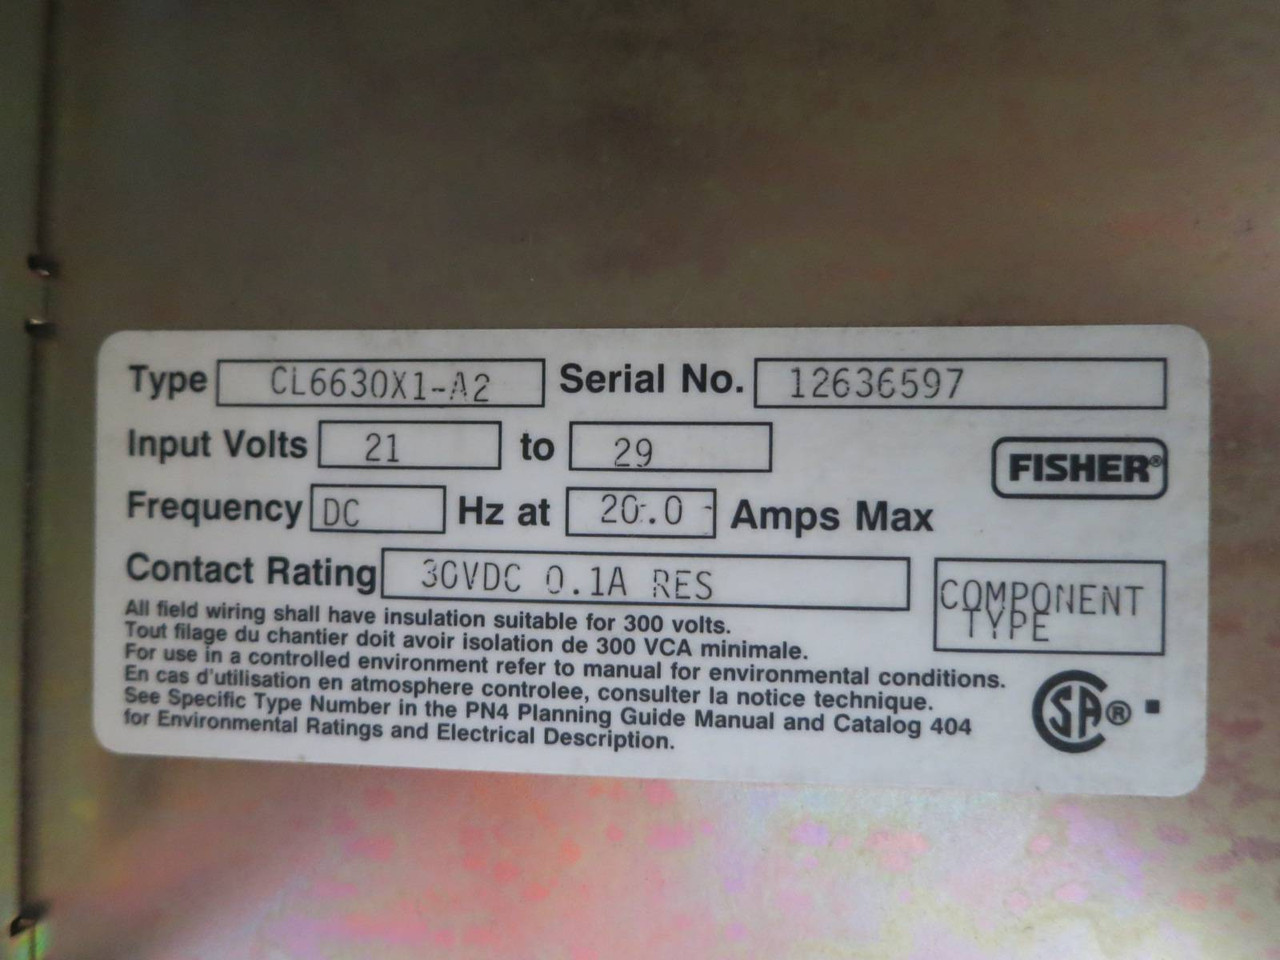 Type CL6630X1-A2 Serial No. 12636597
Input Volts 21 to 29
FISHER®
Frequency DC Hz at 20.0 Amps Max
Contact Rating 30VDC 0.1A RES
COMPONENT
TYPE
All field wiring shall have insulation suitable for 300 volts.
Tout filage du chantier doit avoir isolation de 300 VCA minimale.
For use in a controlled environment refer to manual for environmental conditions.
En cas d'utilisation en atmosphere controlee, consulter la notice technique.
See Specific Type Number in the PN4 Planning Guide Manual and Catalog 404
for Environmental Ratings and Electrical Description.
CSA®